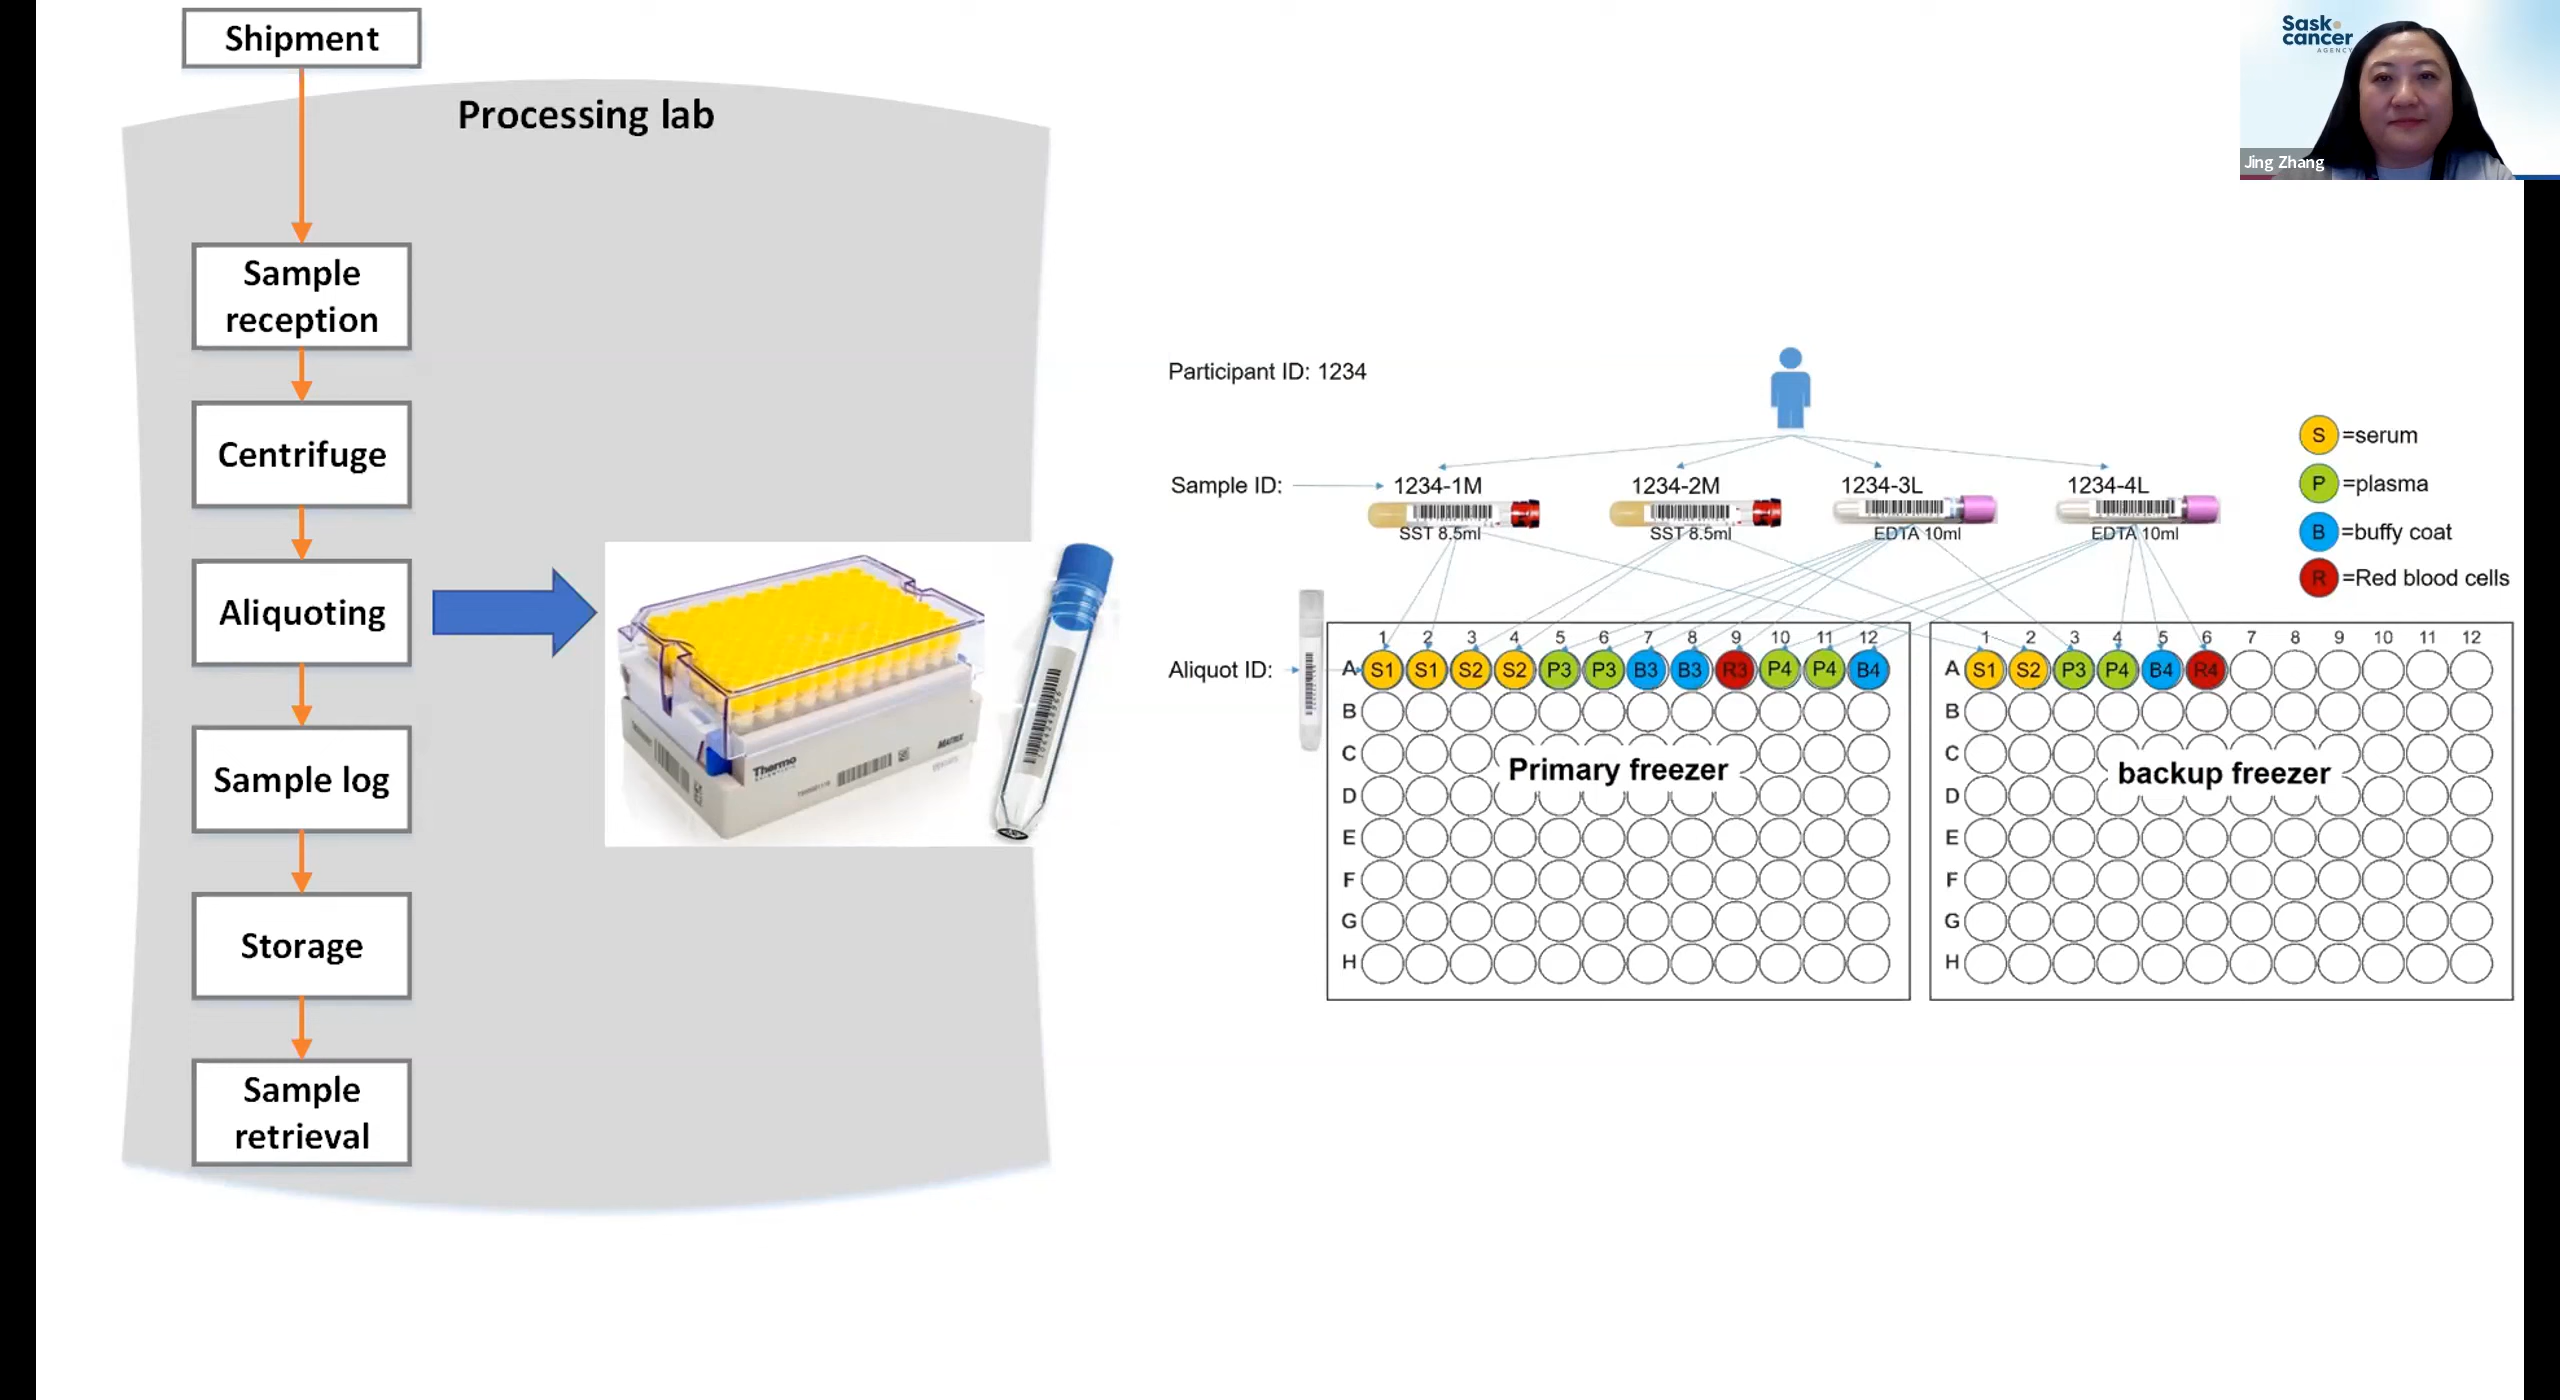 Shipment
Processing lab
Sample
reception
Centrifuge
Aliquoting
Sample log
Storage
Sample
retrieval
Thermo
SCIENTIFIC
MATRIX
Sask
cancer
AGENCY
Jing Zhang
Participant ID: 1234
S =serum
P =plasma
B =buffy coat
R =Red blood cells
Sample ID: 1234-1M 1234-2M 1234-3L 1234-4L
SST 8.5ml SST 8.5ml EDTA 10ml EDTA 10ml
Aliquot ID:
1 2 3 4 5 6 7 8 9 10 11 12
A S1 S1 S2 S2 P3 P3 B3 B3 R3 P4 P4 B4
B
C
Primary freezer
D
E
F
G
H
1 2 3 4 5 6 7 8 9 10 11 12
A S1 S2 P3 P4 B4 R4
B
C
backup freezer
D
E
F
G
H